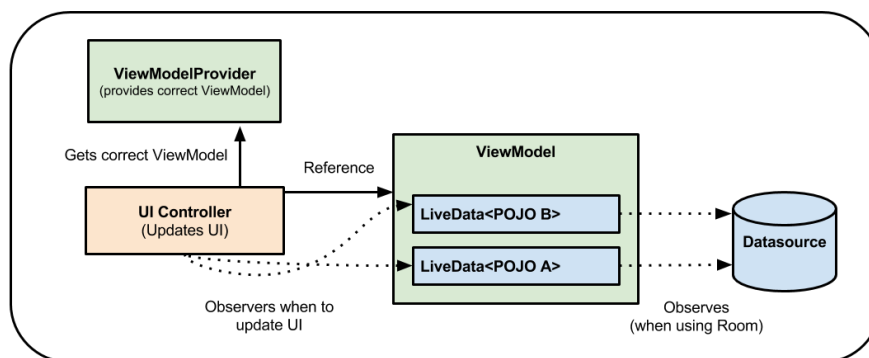 ViewModelProvider
(provides correct ViewModel)
Gets correct ViewModel
Reference
ViewModel
UI Controller
(Updates UI)
LiveData<POJO B>
LiveData<POJO A>
Datasource
Observers when to
update UI
Observes
(when using Room)